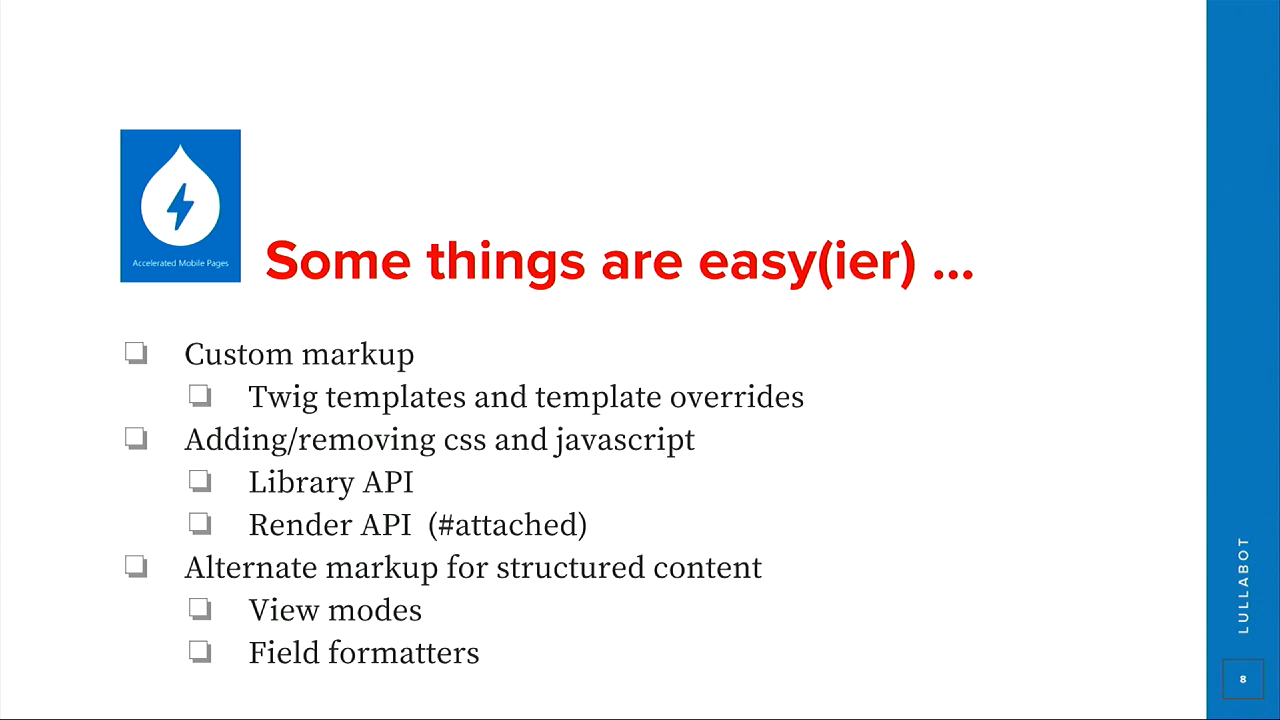 Accelerated Mobile Pages
Some things are easy(ier) ...
Custom markup
Twig templates and template overrides
Adding/removing css and javascript
Library API
Render API (#attached)
Alternate markup for structured content
View modes
Field formatters
LULLABOT
8